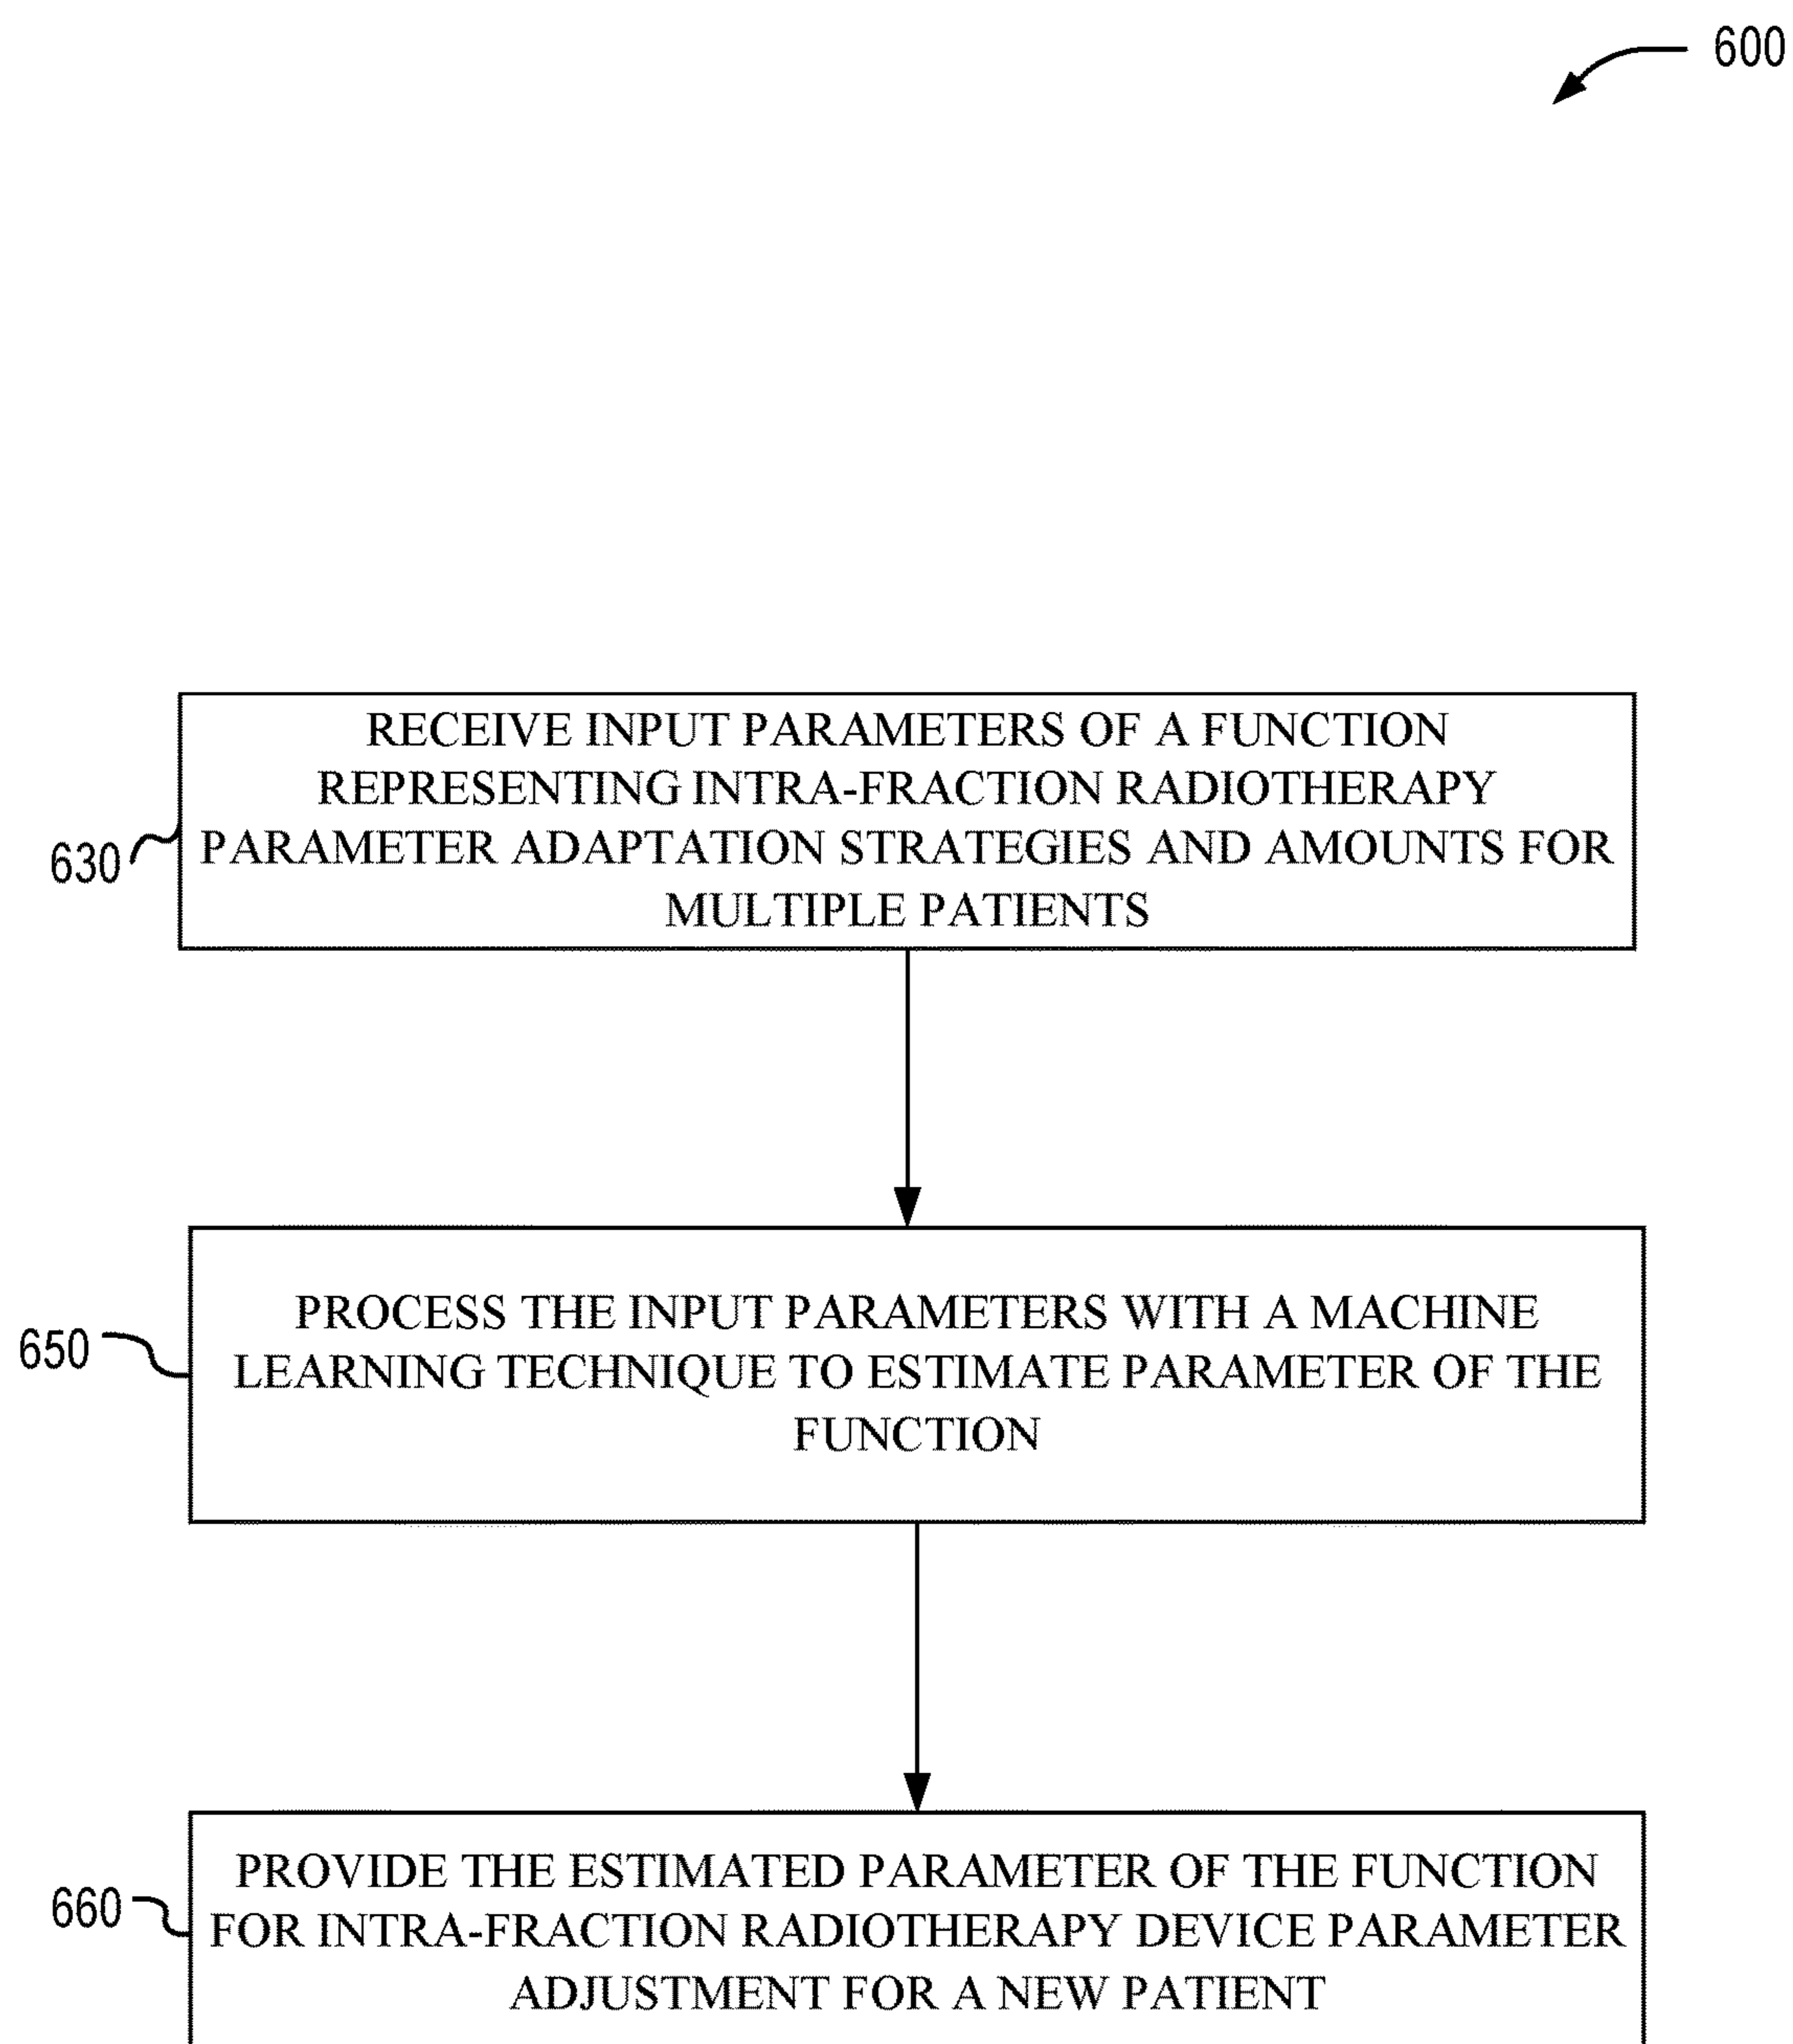 600
RECEIVE INPUT PARAMETERS OF A FUNCTION
REPRESENTING INTRA-FRACTION RADIOTHERAPY
PARAMETER ADAPTATION STRATEGIES AND AMOUNTS FOR
MULTIPLE PATIENTS
630
PROCESS THE INPUT PARAMETERS WITH A MACHINE
LEARNING TECHNIQUE TO ESTIMATE PARAMETER OF THE
FUNCTION
650
PROVIDE THE ESTIMATED PARAMETER OF THE FUNCTION
FOR INTRA-FRACTION RADIOTHERAPY DEVICE PARAMETER
ADJUSTMENT FOR A NEW PATIENT
660